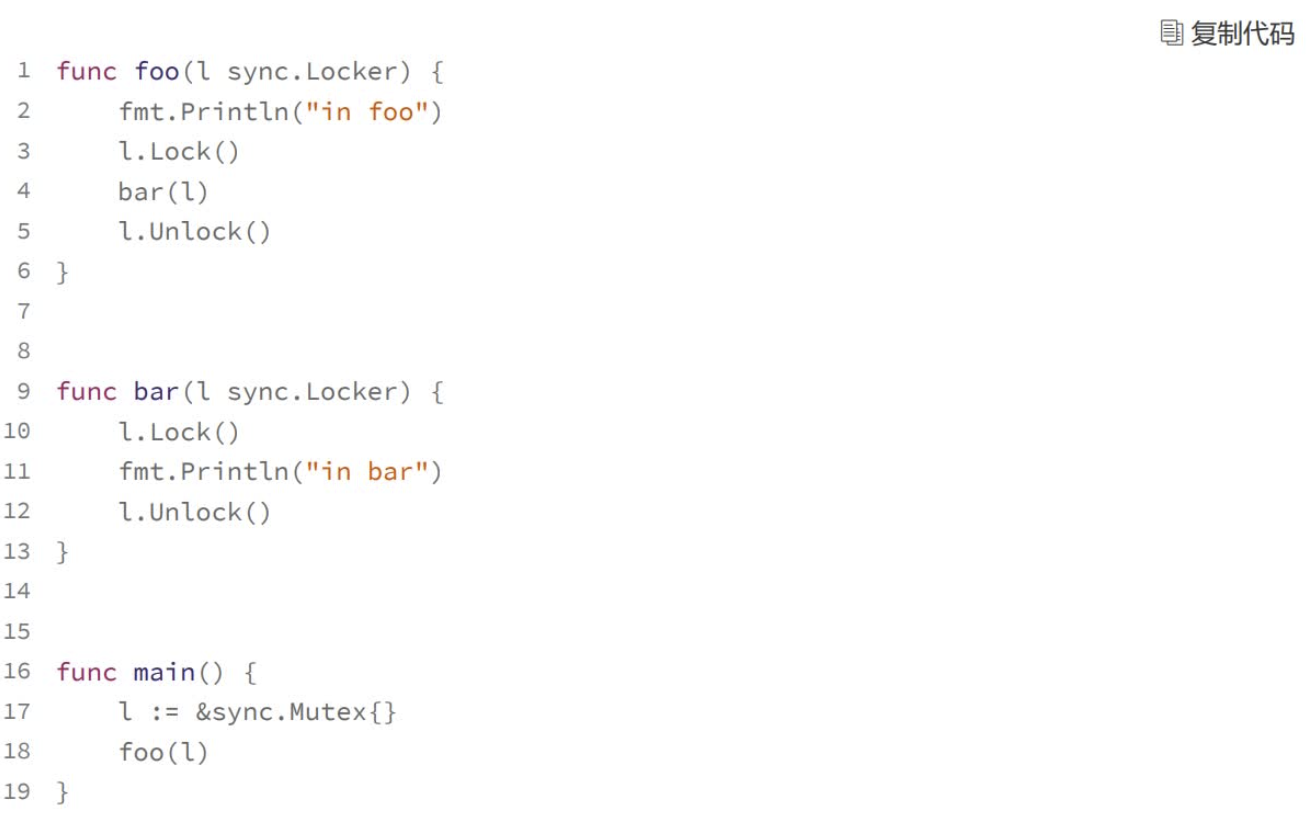 复制代码
1 func foo(l sync.Locker) {
2     fmt.Println("in foo")
3     l.Lock()
4     bar(l)
5     l.Unlock()
6 }
7
8
9 func bar(l sync.Locker) {
10     l.Lock()
11     fmt.Println("in bar")
12     l.Unlock()
13 }
14
15
16 func main() {
17     l := &sync.Mutex{}
18     foo(l)
19 }